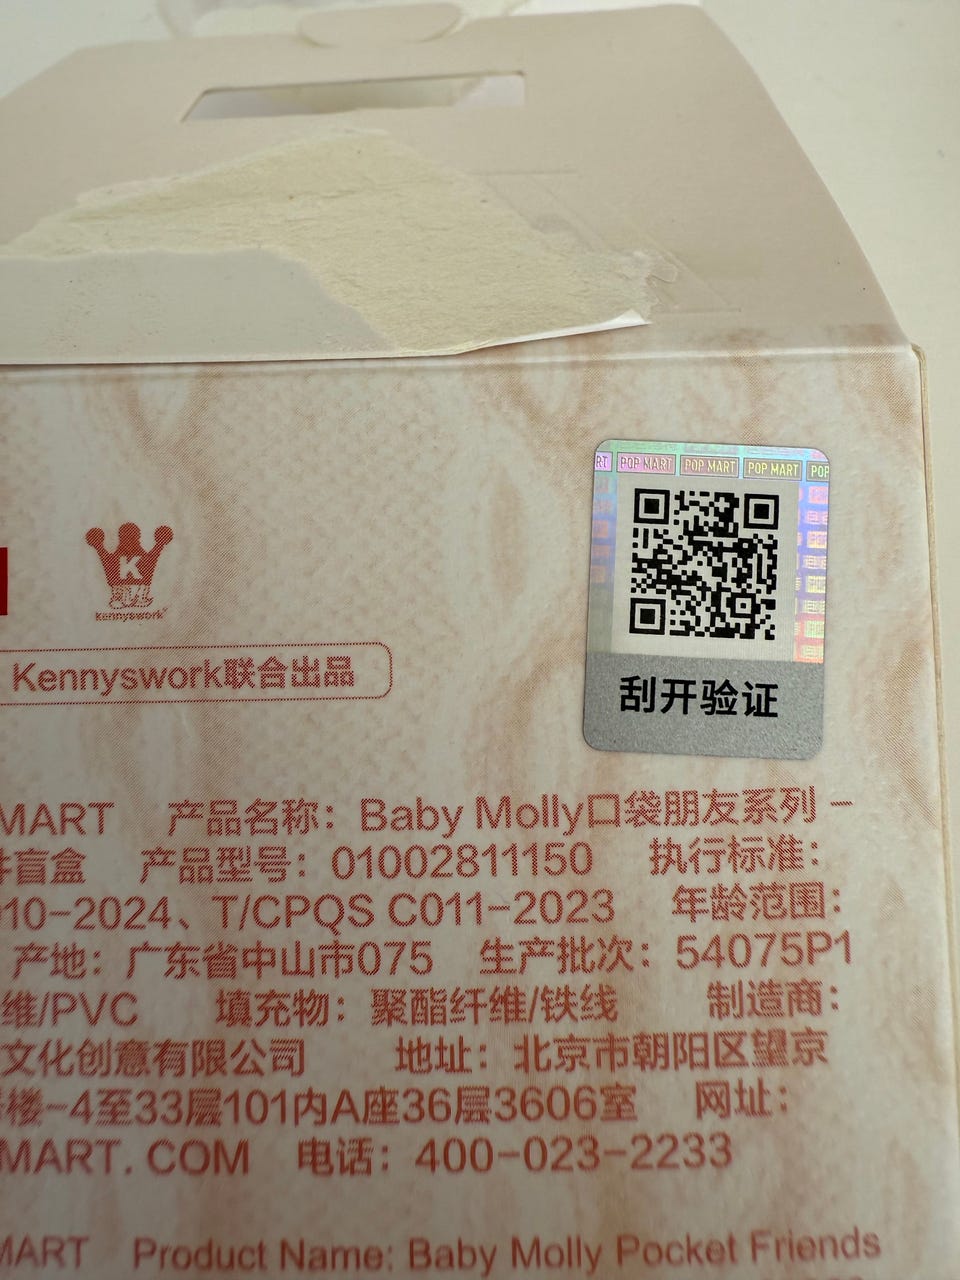 POP MART POP MART POP MART POP
刮开验证
K
kennyswork
Kennyswork联合出品
MART 产品名称：Baby Molly口袋朋友系列－
盲盒 产品型号：01002811150 执行标准：
10-2024、T/CPQS C011-2023 年龄范围：
产地：广东省中山市075 生产批次：54075P1
维/PVC 填充物：聚酯纤维/铁线 制造商：
文化创意有限公司 地址：北京市朝阳区望京
楼-4至33层101内A座36层3606室 网址：
MART. COM 电话：400-023-2233
MART Product Name: Baby Molly Pocket Friends